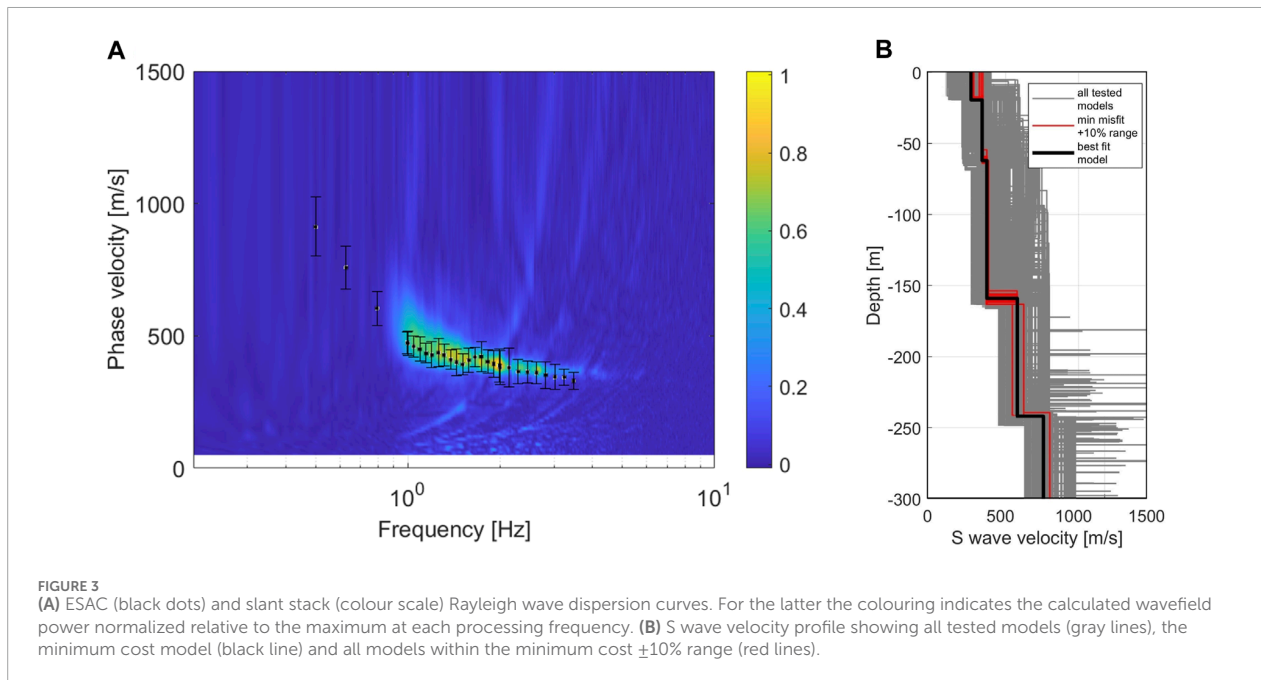 A
B
1500
1000
500
0
Phase velocity [m/s]
10⁰
10¹
Frequency [Hz]
1
0.8
0.6
0.4
0.2
0
0
-50
-100
-150
-200
-250
-300
Depth [m]
0
500
1000
1500
S wave velocity [m/s]
all tested
models
min misfit
+10% range
best fit
model
FIGURE 3
(A) ESAC (black dots) and slant stack (colour scale) Rayleigh wave dispersion curves. For the latter the colouring indicates the calculated wavefield
power normalized relative to the maximum at each processing frequency. (B) S wave velocity profile showing all tested models (gray lines), the
minimum cost model (black line) and all models within the minimum cost ±10% range (red lines).